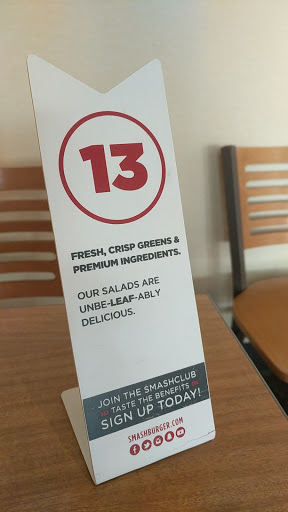 13
FRESH, CRISP GREENS &
PREMIUM INGREDIENTS.
OUR SALADS ARE
UNBE-LEAF-ABLY
DELICIOUS.
JOIN THE SMASHCLUB
TASTE THE BENEFITS
SIGN UP TODAY!
SMASHBURGER.COM